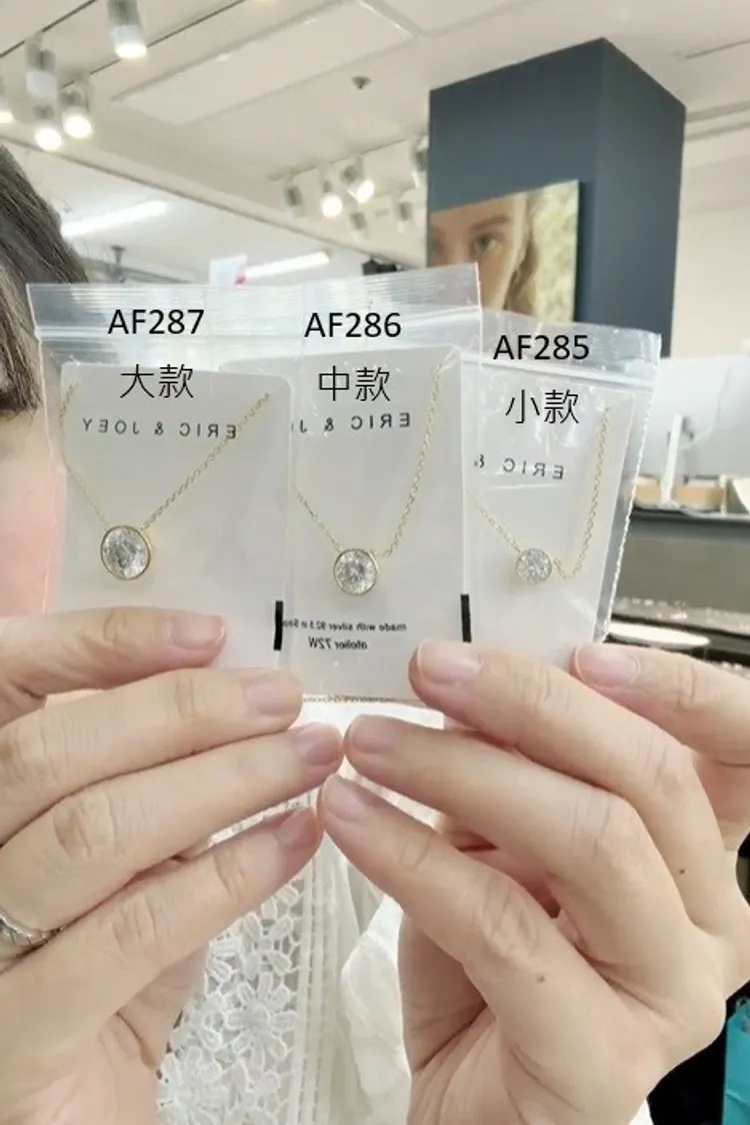 AF287
大款
ERIC & JOEY
AF286
中款
ERIC & J
made with silver 92.5 in
atelier 72W
AF285
小款
ERIC &